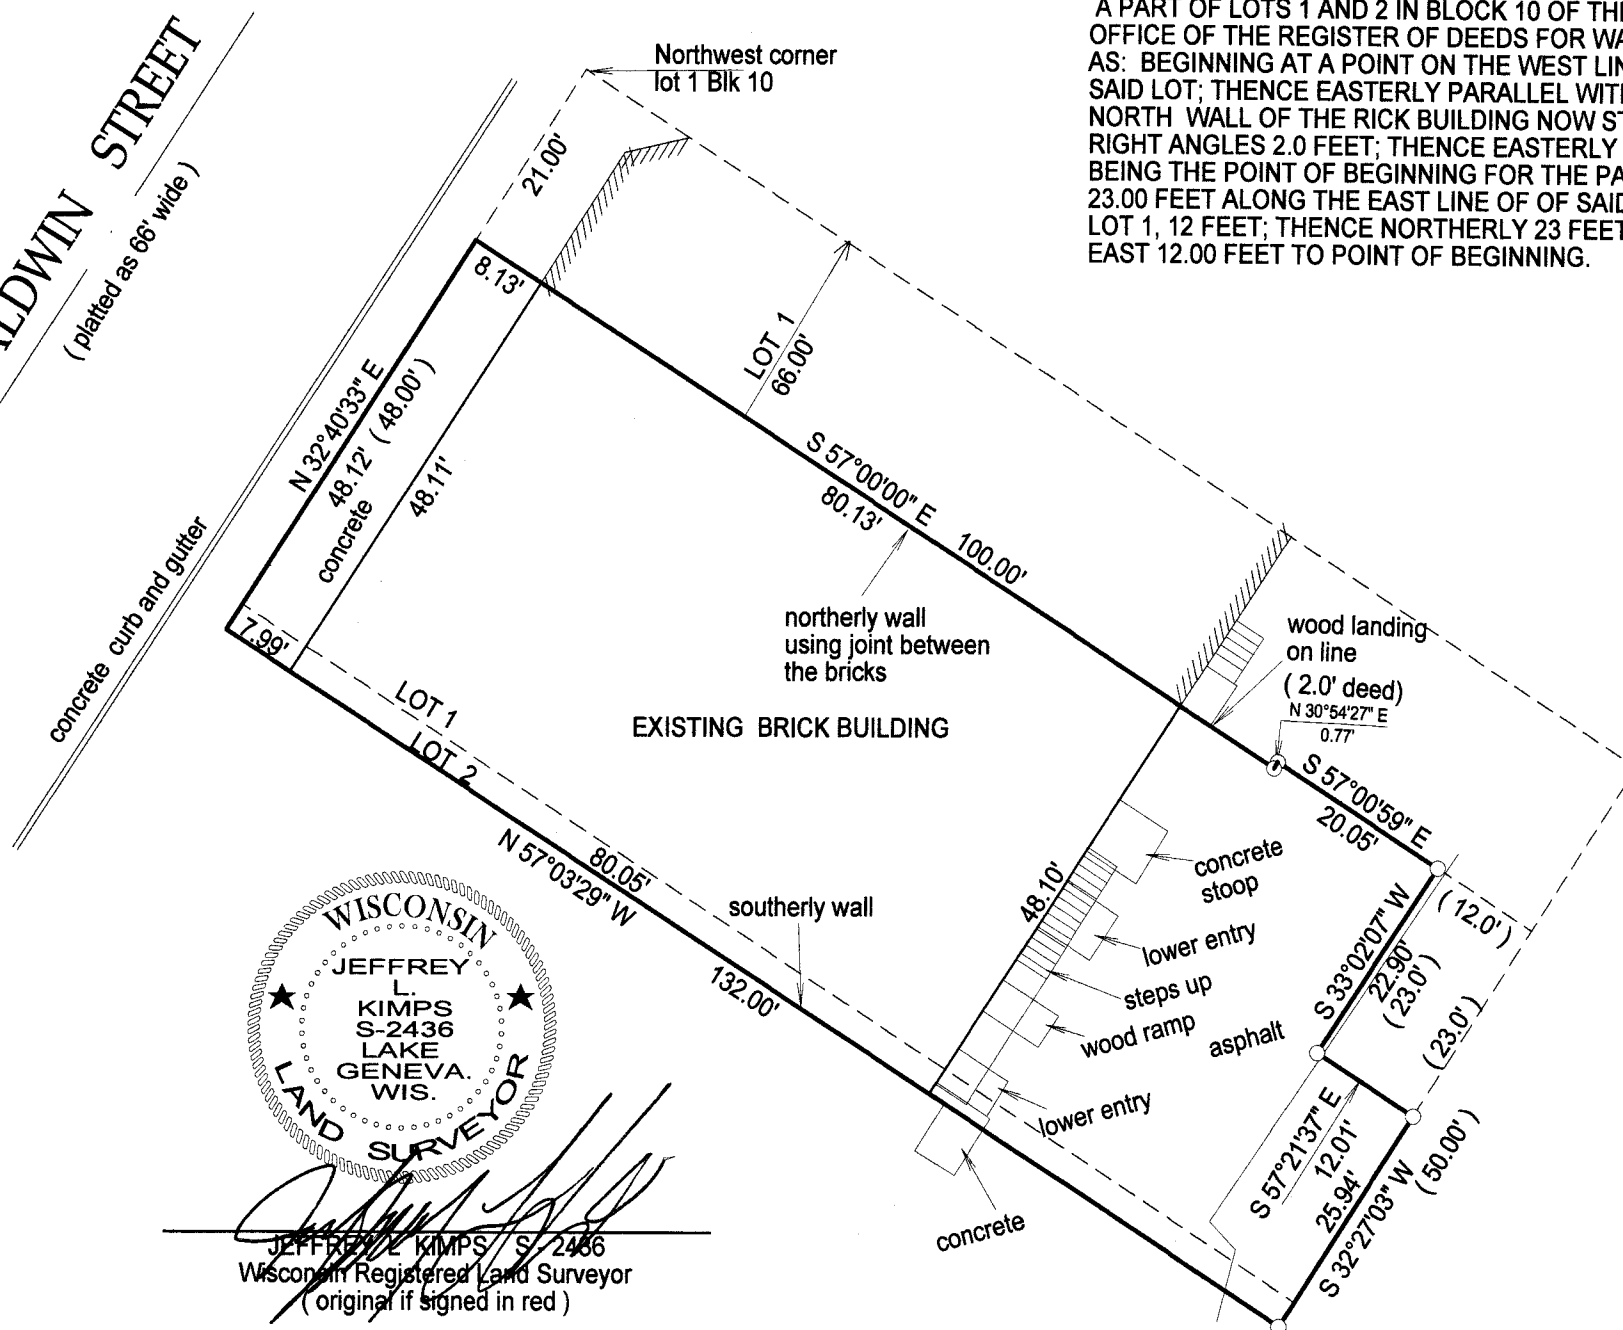 A PART OF LOTS 1 AND 2 IN BLOCK 10 OF
OFFICE OF THE REGISTER OF DEEDS FOR
AS: BEGINNING AT A POINT ON THE WEST
SAID LOT; THENCE EASTERLY PARALLEL
NORTH WALL OF THE RICK BUILDING NOW
RIGHT ANGLES 2.0 FEET; THENCE EASTERLY
BEING THE POINT OF BEGINNING FOR THE
23.00 FEET ALONG THE EAST LINE OF OF
LOT 1, 12 FEET; THENCE NORTHERLY 23 FEET
EAST 12.00 FEET TO POINT OF BEGINNING.
STREET
( platted as 66' wide )
Northwest corner
lot 1 Blk 10
21.00'
8.13'
LOT 1
66.00'
N 32°40'33" E
48.12' ( 48.00' )
concrete
48.11'
S 57°00'00" E
80.13'
100.00'
concrete curb and gutter
northerly wall
using joint between
the bricks
wood landing
on line
( 2.0' deed)
N 30°54'27" E
0.77'
7.99'
LOT 1
LOT 2
EXISTING BRICK BUILDING
S 57°00'59" E
20.05'
N 57°03'29" W
80.05'
132.00'
southerly wall
48.10'
concrete
stoop
lower entry
steps up
wood ramp
asphalt
lower entry
concrete
S 33°02'07" W
22.90'
(23.0')
( 12.0' )
(23.0')
S 57°21'37" E
12.01'
25.94'
S 32°27'03" W
(50.00' )
WISCONSIN
JEFFREY
L.
KIMPS
S-2436
LAKE
GENEVA.
WIS.
LAND SURVEYOR
JEFFREY L KIMPS S - 2436
Wisconsin Registered Land Surveyor
( original if signed in red )